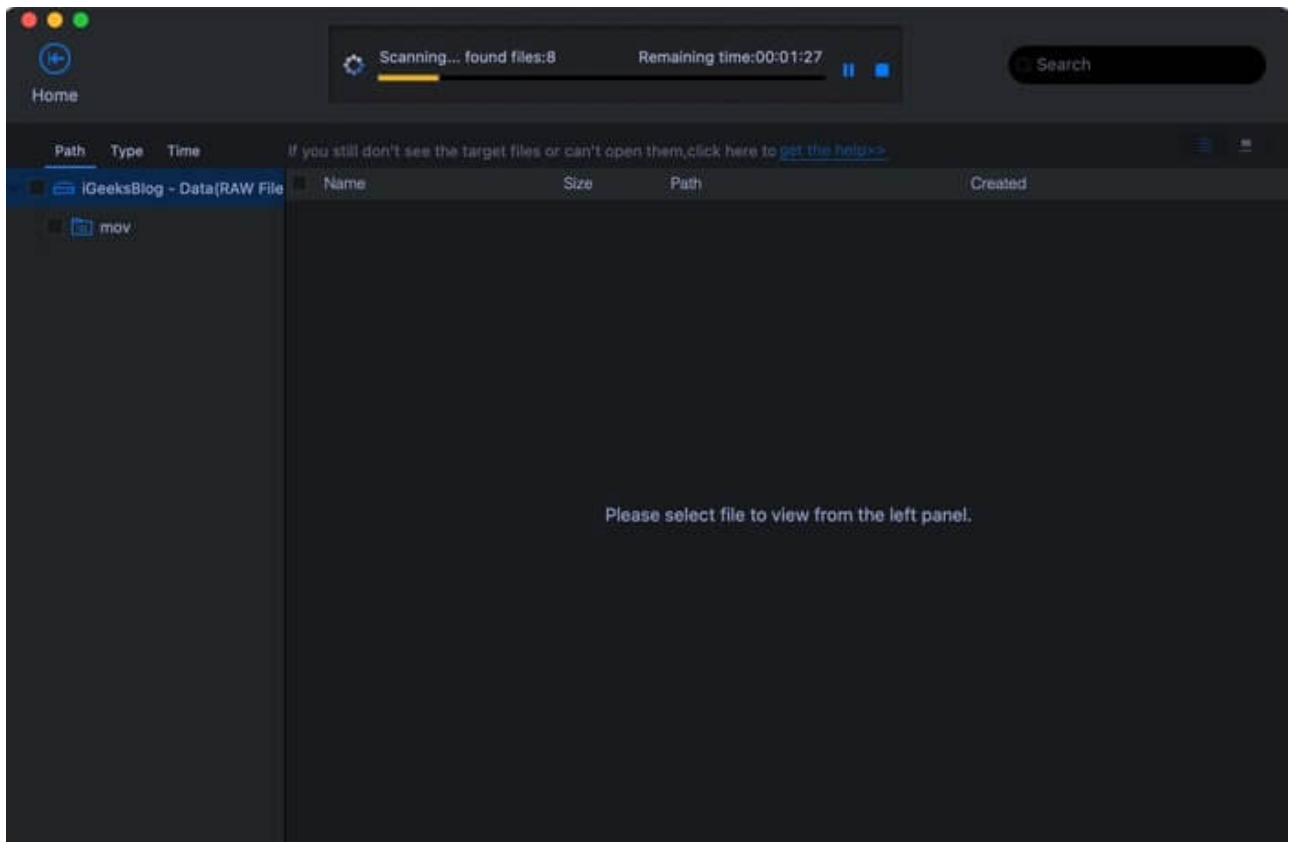 Scanning... found files:8 Remaining time:00:01:27
Search
Home
Path Type Time
If you still don't see the target files or can't open them,click here to get the help>>
iGeeksBlog - Data(RAW File
Name Size Path Created
mov
Please select file to view from the left panel.